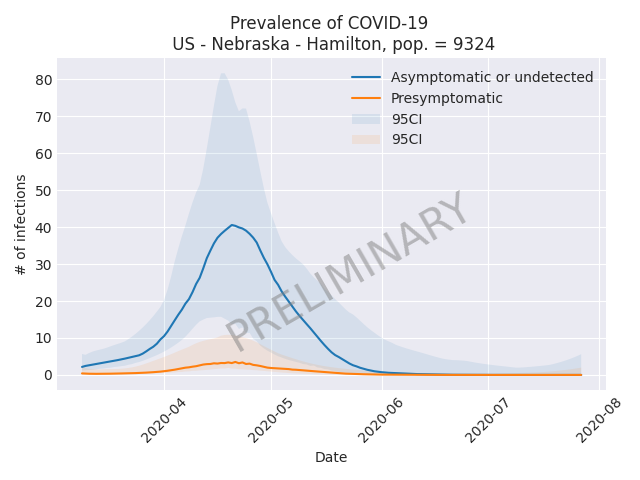 Prevalence of COVID-19
US - Nebraska - Hamilton, pop. = 9324
Asymptomatic or undetected
Presymptomatic
95CI
95CI
# of infections
80
70
60
50
40
30
20
10
0
PRELIMINARY
2020-04
2020-05
2020-06
2020-07
2020-08
Date